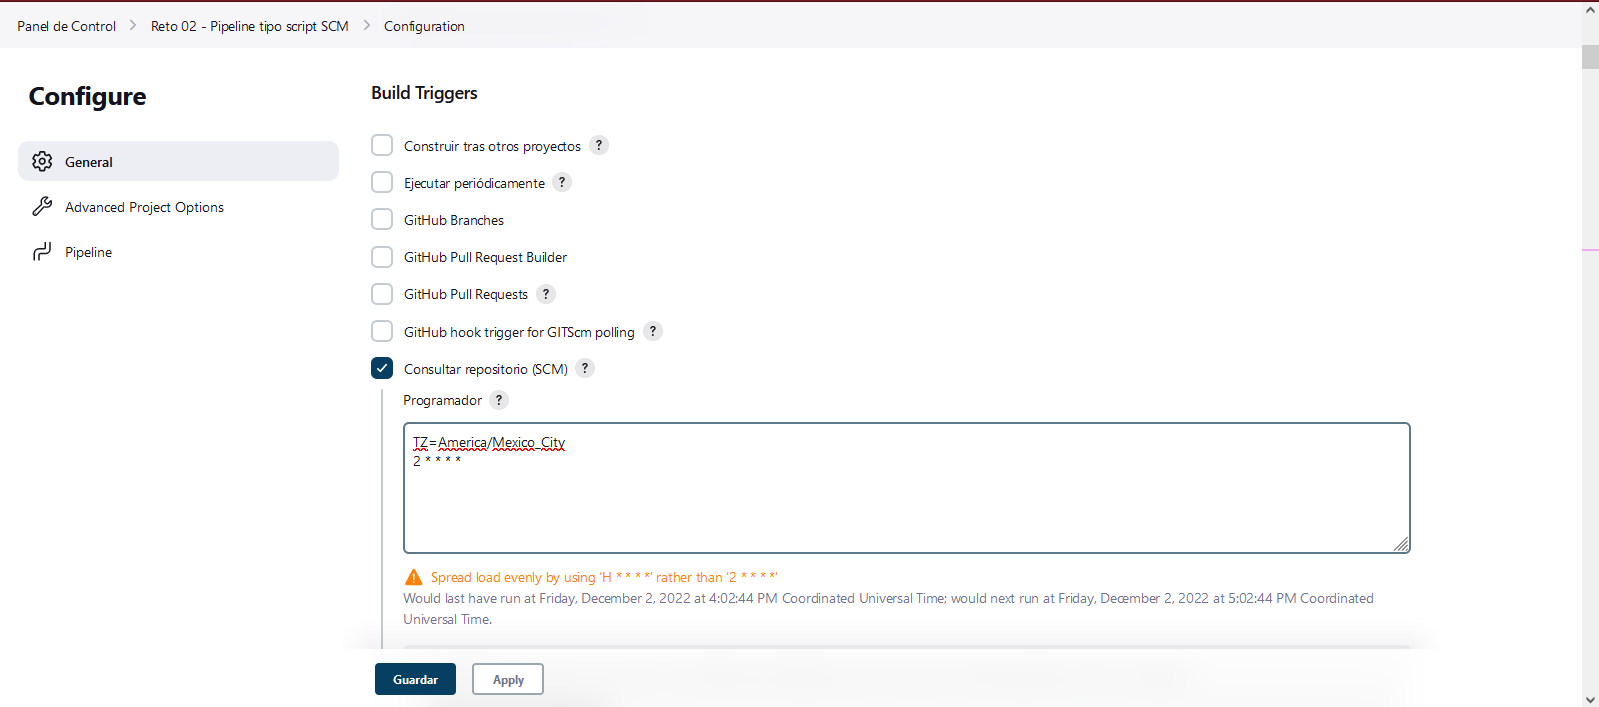 Panel de Control > Reto 02 - Pipeline tipo script SCM > Configuration
Configure
General
Advanced Project Options
Pipeline
Build Triggers
Construir tras otros proyectos ?
Ejecutar periódicamente ?
GitHub Branches
GitHub Pull Request Builder
GitHub Pull Requests ?
GitHub hook trigger for GITScm polling ?
Consultar repositorio (SCM) ?
Programador ?
TZ=America/Mexico_City
2 * * * *
Spread load evenly by using ‘H * * * *’ rather than ‘2 * * * *’
Would last have run at Friday, December 2, 2022 at 4:02:44 PM Coordinated Universal Time; would next run at Friday, December 2, 2022 at 5:02:44 PM Coordinated
Universal Time.
Guardar
Apply